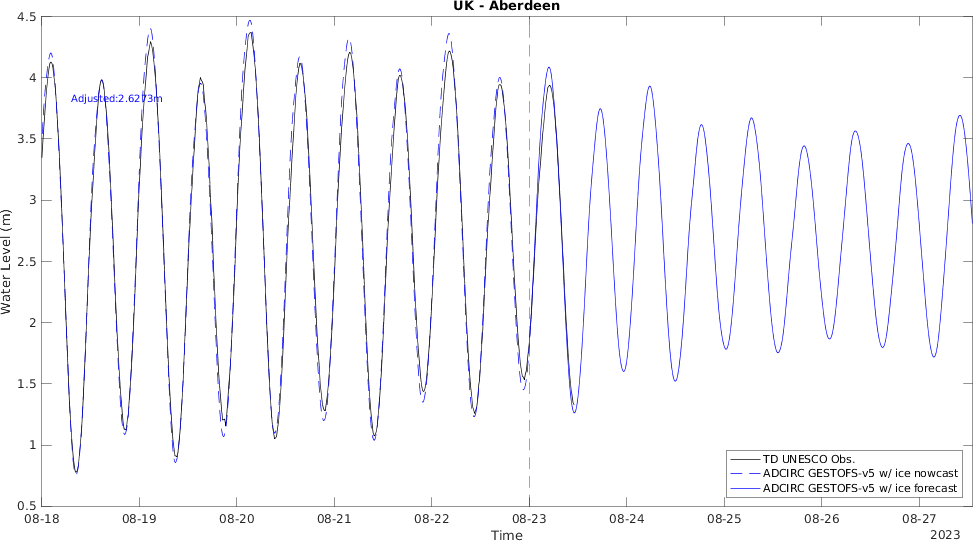 UK - Aberdeen
4.5
4
3.5
3
2.5
2
1.5
1
0.5
Water Level (m)
Adjusted:2.6273m
TD UNESCO Obs.
ADCIRC GESTOFS-v5 w/ ice nowcast
ADCIRC GESTOFS-v5 w/ ice forecast
08-18 08-19 08-20 08-21 08-22 08-23 08-24 08-25 08-26 08-27
Time
2023